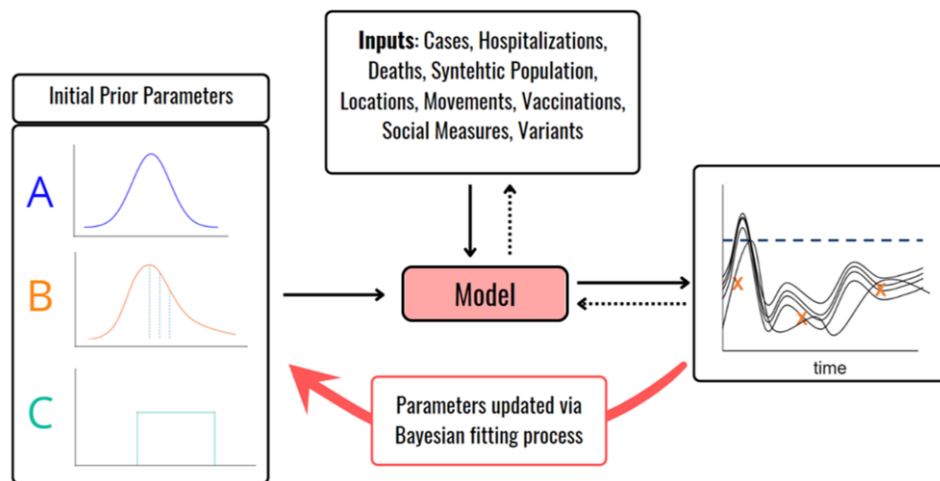 Initial Prior Parameters
A
B
C
Inputs: Cases, Hospitalizations,
Deaths, Syntehtic Population,
Locations, Movements, Vaccinations,
Social Measures, Variants
Model
X
X
X
time
Parameters updated via
Bayesian fitting process